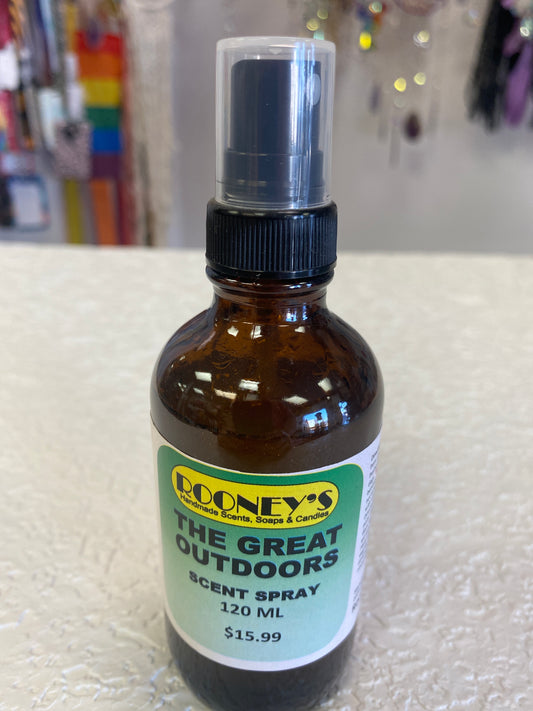 ROONEY'S
Handmade Scents, Soaps & Candles
THE GREAT
OUTDOORS
SCENT SPRAY
120 ML
$15.99